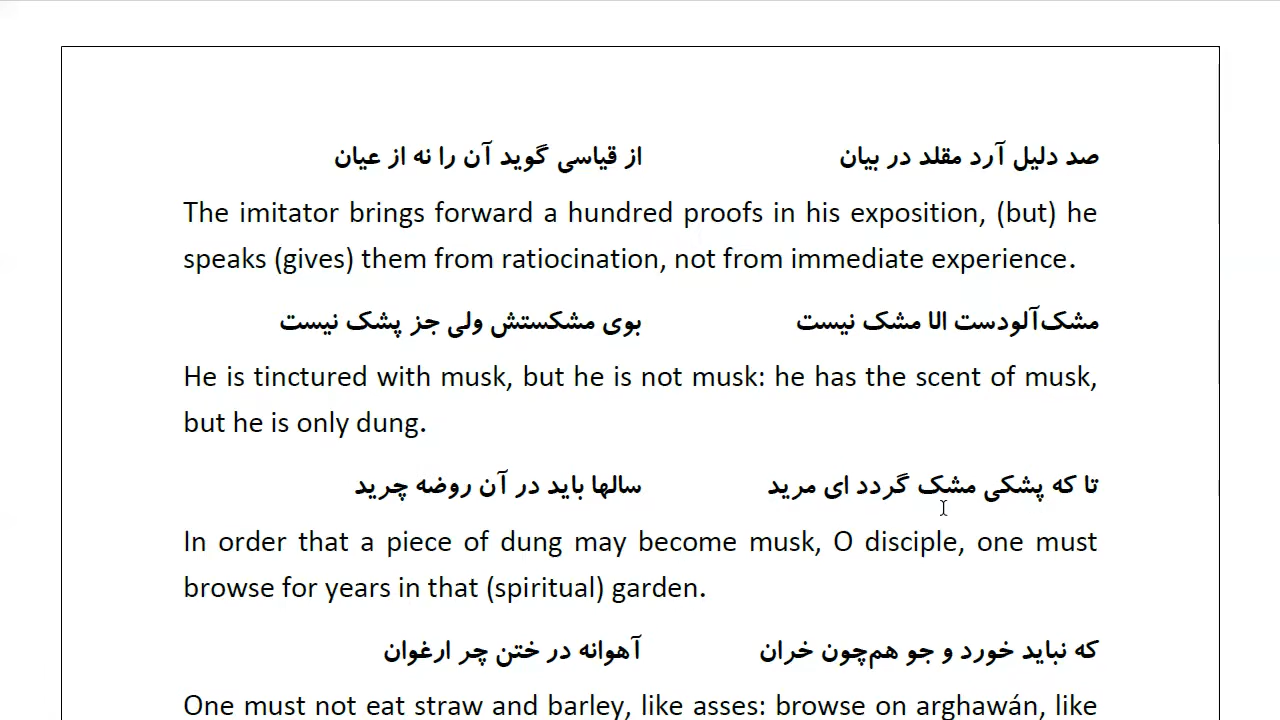 صد دلیل آرد مقلد در بیان از قیاسی گوید آن را نه از عیان
The imitator brings forward a hundred proofs in his exposition, (but) he
speaks (gives) them from ratiocination, not from immediate experience.
مشک‌آلودست الا مشک نیست بوی مشکستش ولی جز پشک نیست
He is tinctured with musk, but he is not musk: he has the scent of musk,
but he is only dung.
تا که پشکی مشک گردد ای مرید سالها باید در آن روضه چرید
In order that a piece of dung may become musk, O disciple, one must
browse for years in that (spiritual) garden.
که نباید خورد و جو هم‌چون خران آهوانه در ختن چر ارغوان
One must not eat straw and barley, like asses: browse on arghawán, like